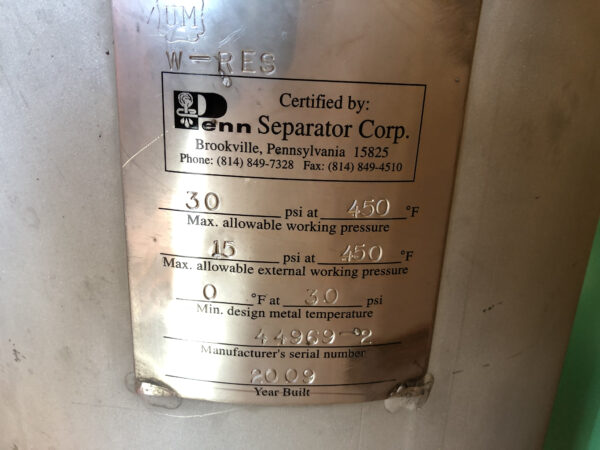 UM
W-RES
Certified by:
Penn Separator Corp.
Brookville, Pennsylvania 15825
Phone: (814) 849-7328 Fax: (814) 849-4510
30 psi at 450 °F
Max. allowable working pressure
15 psi at 450 °F
Max. allowable external working pressure
0 °F at 30 psi
Min. design metal temperature
44969-2
Manufacturer's serial number
2009
Year Built